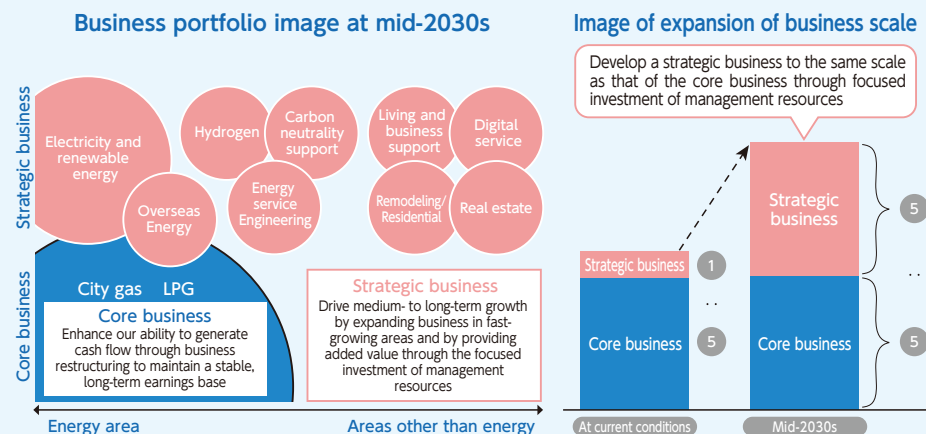 Business portfolio image at mid-2030s
Strategic business
Core business
Electricity and
renewable
energy
Overseas
Energy
Hydrogen
Carbon
neutrality
support
Energy
service
Engineering
Living and
business
support
Digital
service
Remodeling/
Residential
Real estate
City gas LPG
Core business
Enhance our ability to generate
cash flow through business
restructuring to maintain a stable,
long-term earnings base
Strategic business
Drive medium- to long-term growth
by expanding business in fast-
growing areas and by providing
added value through the focused
investment of management
resources
Energy area
Areas other than energy
Image of expansion of business scale
Develop a strategic business to the same scale
as that of the core business through focused
investment of management resources
Strategic business
1
..
Core business
5
At current conditions
Strategic
business
5
..
Core business
5
Mid-2030s